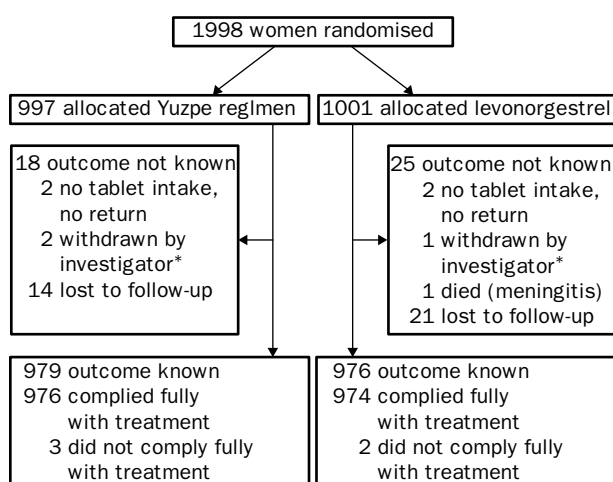 1998 women randomised
997 allocated Yuzpe regImen
1001 allocated levonorgestrel
18 outcome not known
2 no tablet intake,
no return
2 withdrawn by
investigator*
14 lost to follow-up
25 outcome not known
2 no tablet intake,
no return
1 withdrawn by
investigator*
1 died (meningitis)
21 lost to follow-up
979 outcome known
976 complied fully
with treatment
3 did not comply fully
with treatment
976 outcome known
974 complied fully
with treatment
2 did not comply fully
with treatment